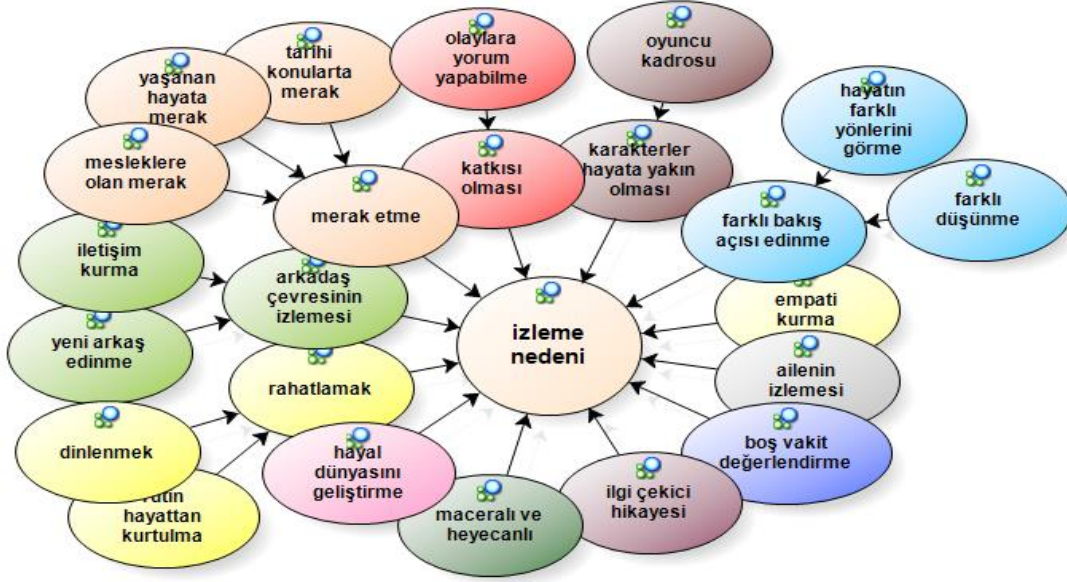 tarihi
konularta
merak
olaylara
yorum
yapabilme
oyuncu
kadrosu
yaşanan
hayata
merak
hayatın
farklı
yönlerini
görme
mesleklere
olan merak
merak etme
katkısı
olması
karakterler
hayata yakın
olması
farklı bakış
açısı edinme
farklı
düşünme
iletişim
kurma
arkadaş
çevresinin
izlemesi
izleme
nedeni
empati
kurma
yeni arkaş
edinme
rahatlamak
ailenin
izlemesi
dinlenmek
rutin
hayattan
kurtulma
hayal
dünyasını
geliştirme
maceralı ve
heyecanlı
ilgi çekici
hikayesi
boş vakit
değerlendirme